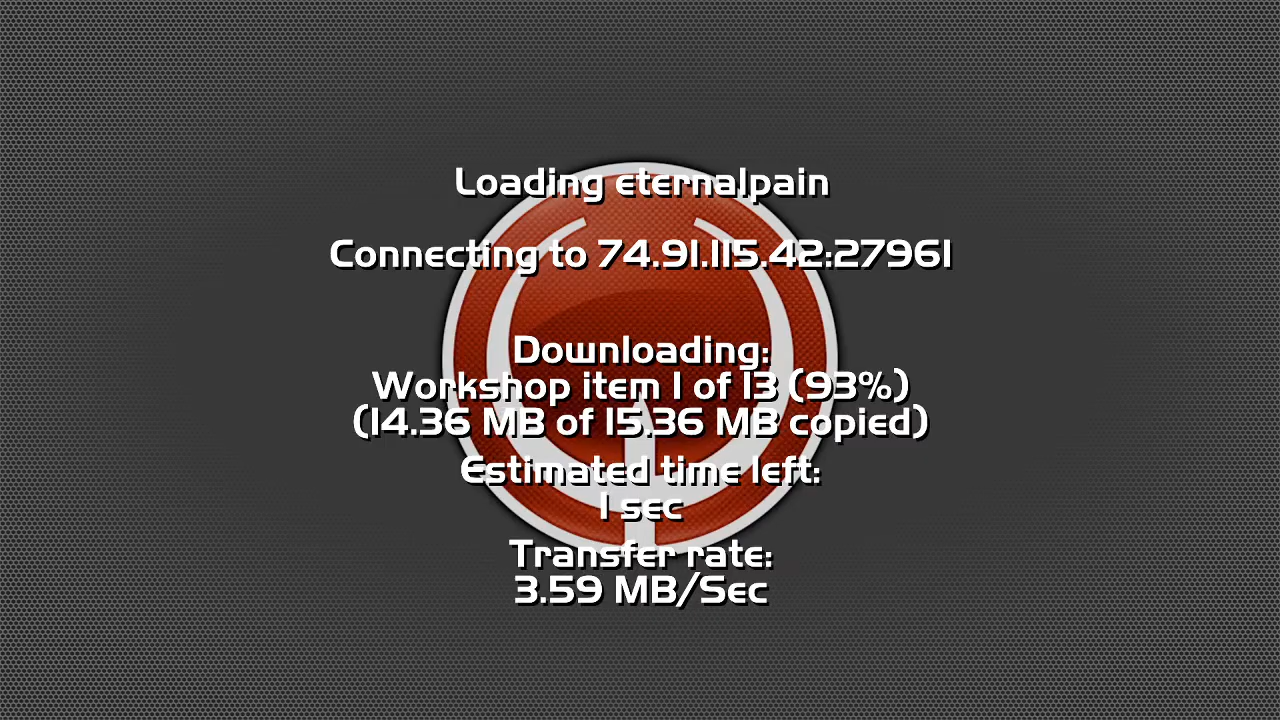 Loading eternalpain
Connecting to 74.91.115.42:27961
Downloading:
Workshop item 1 of 13 (93%)
(14.36 MB of 15.36 MB copied)
Estimated time left:
1 sec
Transfer rate:
3.59 MB/Sec